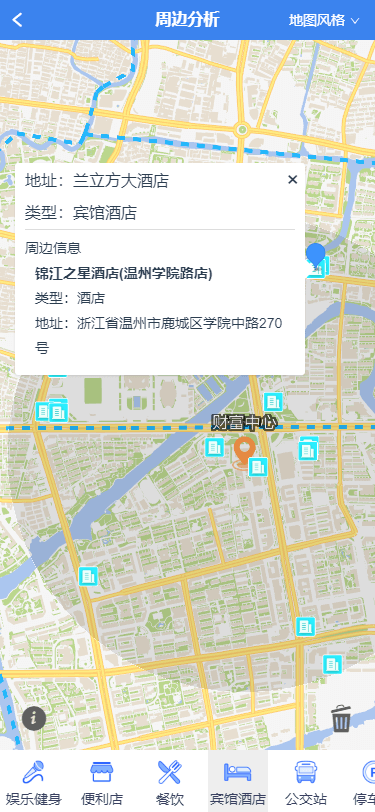 周边分析
地图风格
地址：兰立方大酒店
类型：宾馆酒店
周边信息
锦江之星酒店(温州学院路店)
类型：酒店
地址：浙江省温州市鹿城区学院中路270
号
财富中心
i
娱乐健身
便利店
餐饮
宾馆酒店
公交站
停车
P